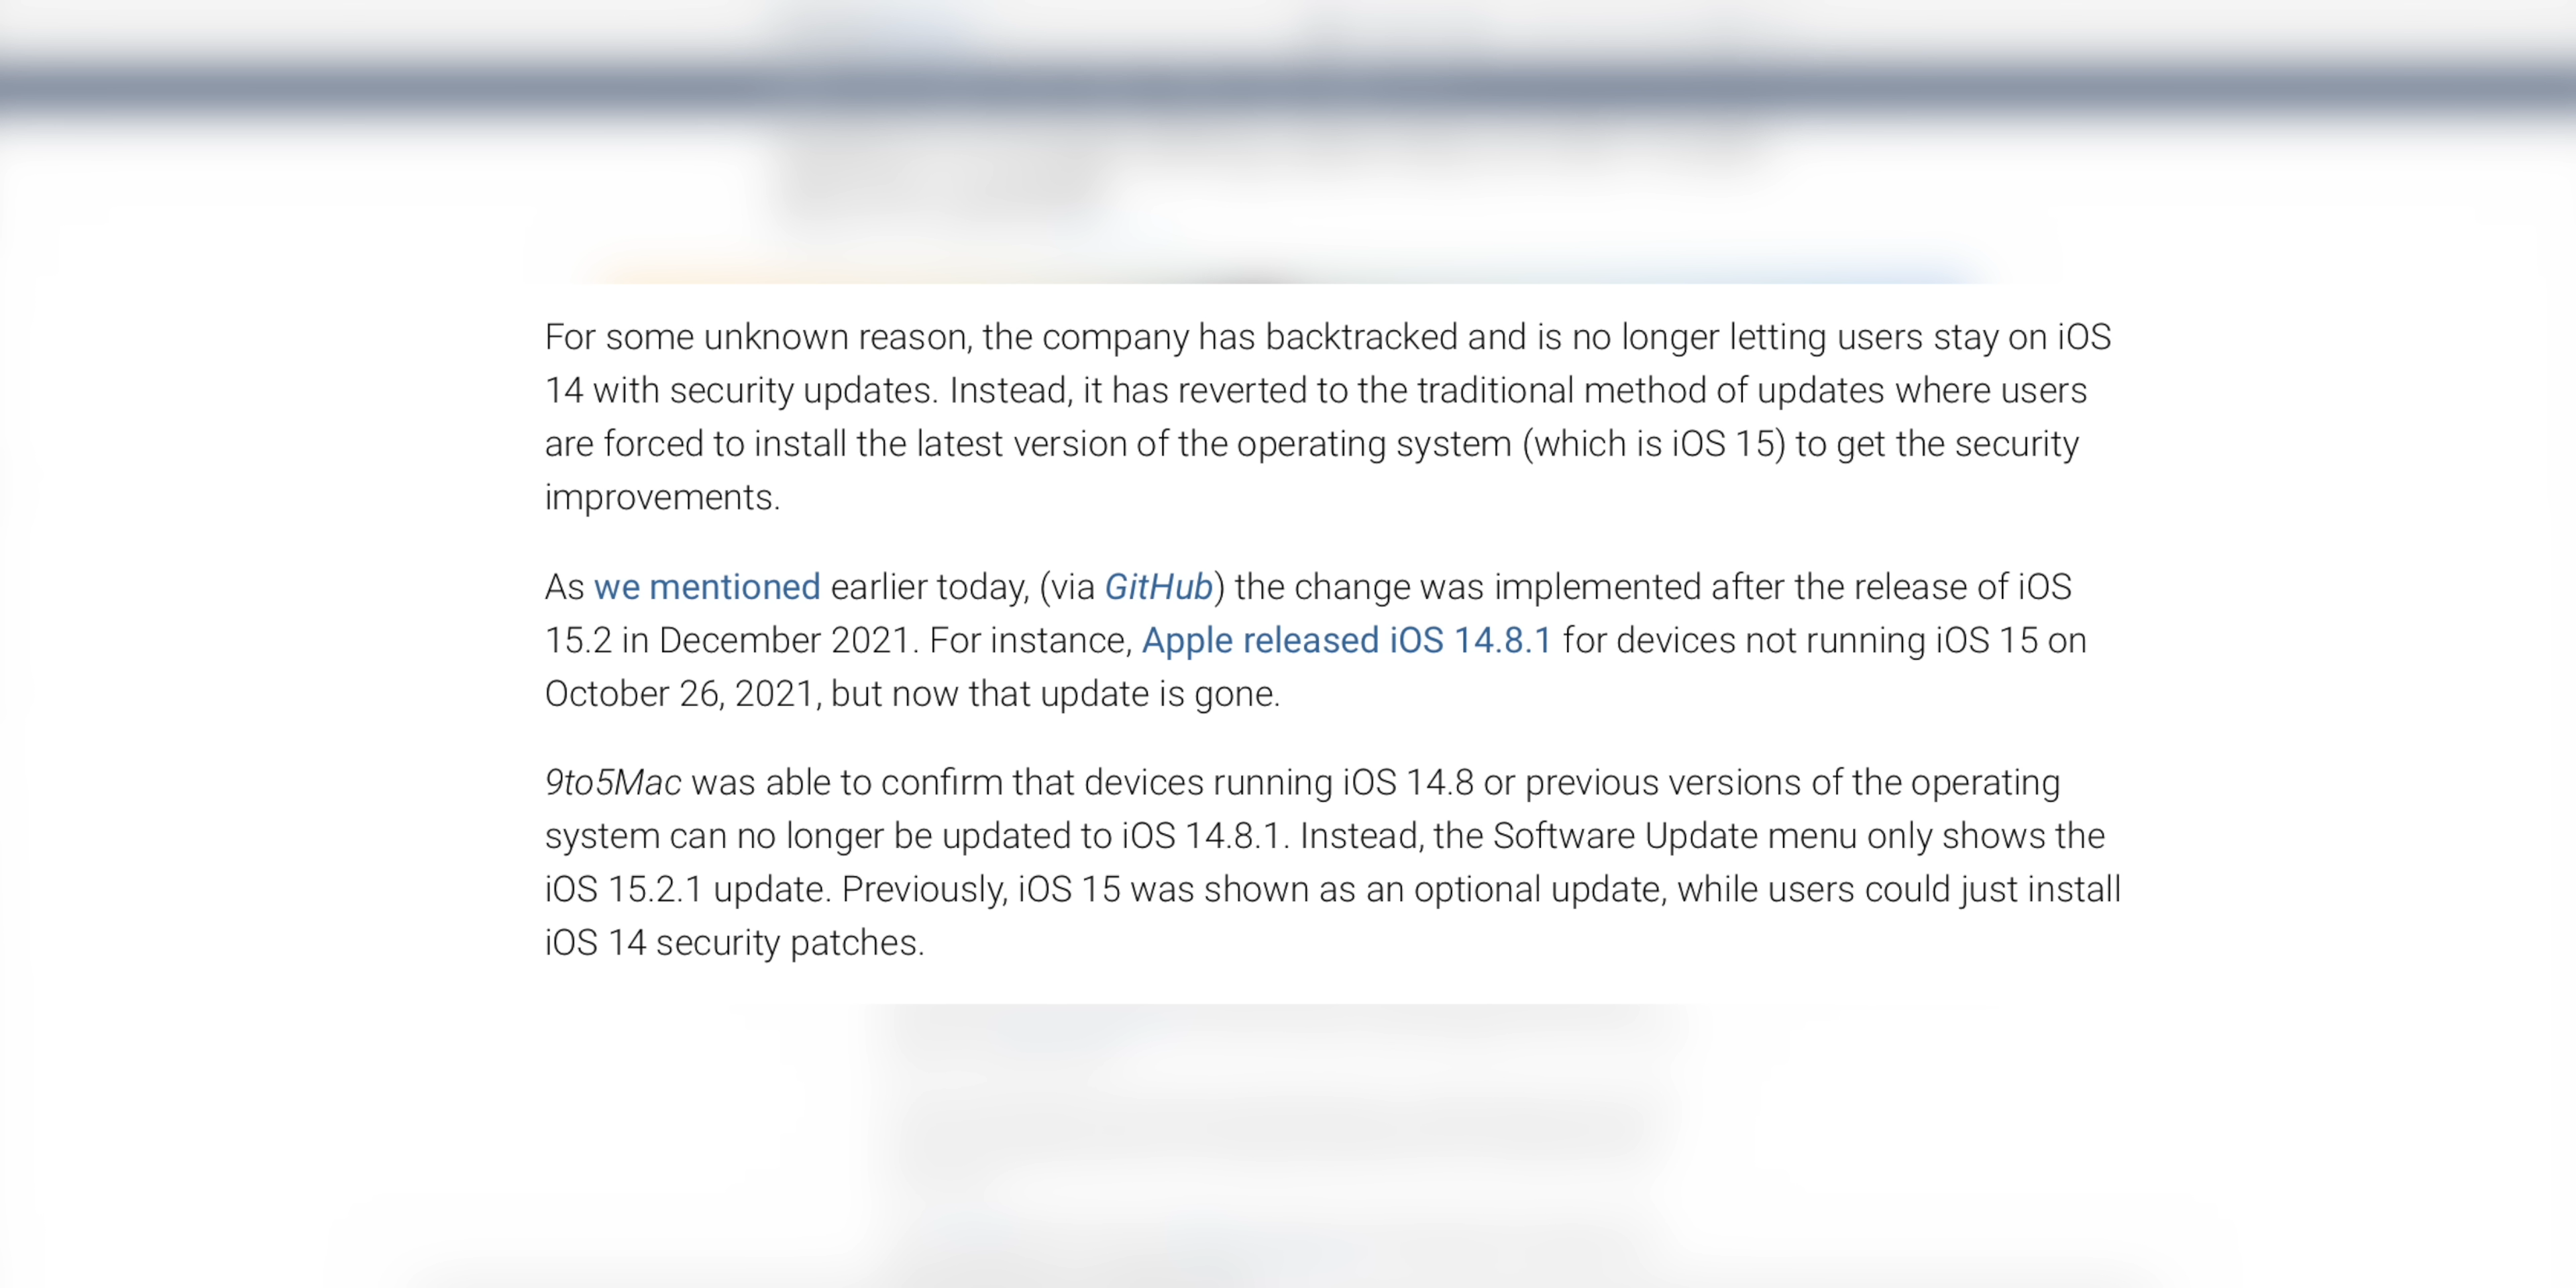 For some unknown reason, the company has backtracked and is no longer letting users stay on iOS
14 with security updates. Instead, it has reverted to the traditional method of updates where users
are forced to install the latest version of the operating system (which is iOS 15) to get the security
improvements.
As we mentioned earlier today, (via GitHub) the change was implemented after the release of iOS
15.2 in December 2021. For instance, Apple released iOS 14.8.1 for devices not running iOS 15 on
October 26, 2021, but now that update is gone.
9to5Mac was able to confirm that devices running iOS 14.8 or previous versions of the operating
system can no longer be updated to iOS 14.8.1. Instead, the Software Update menu only shows the
iOS 15.2.1 update. Previously, iOS 15 was shown as an optional update, while users could just install
iOS 14 security patches.